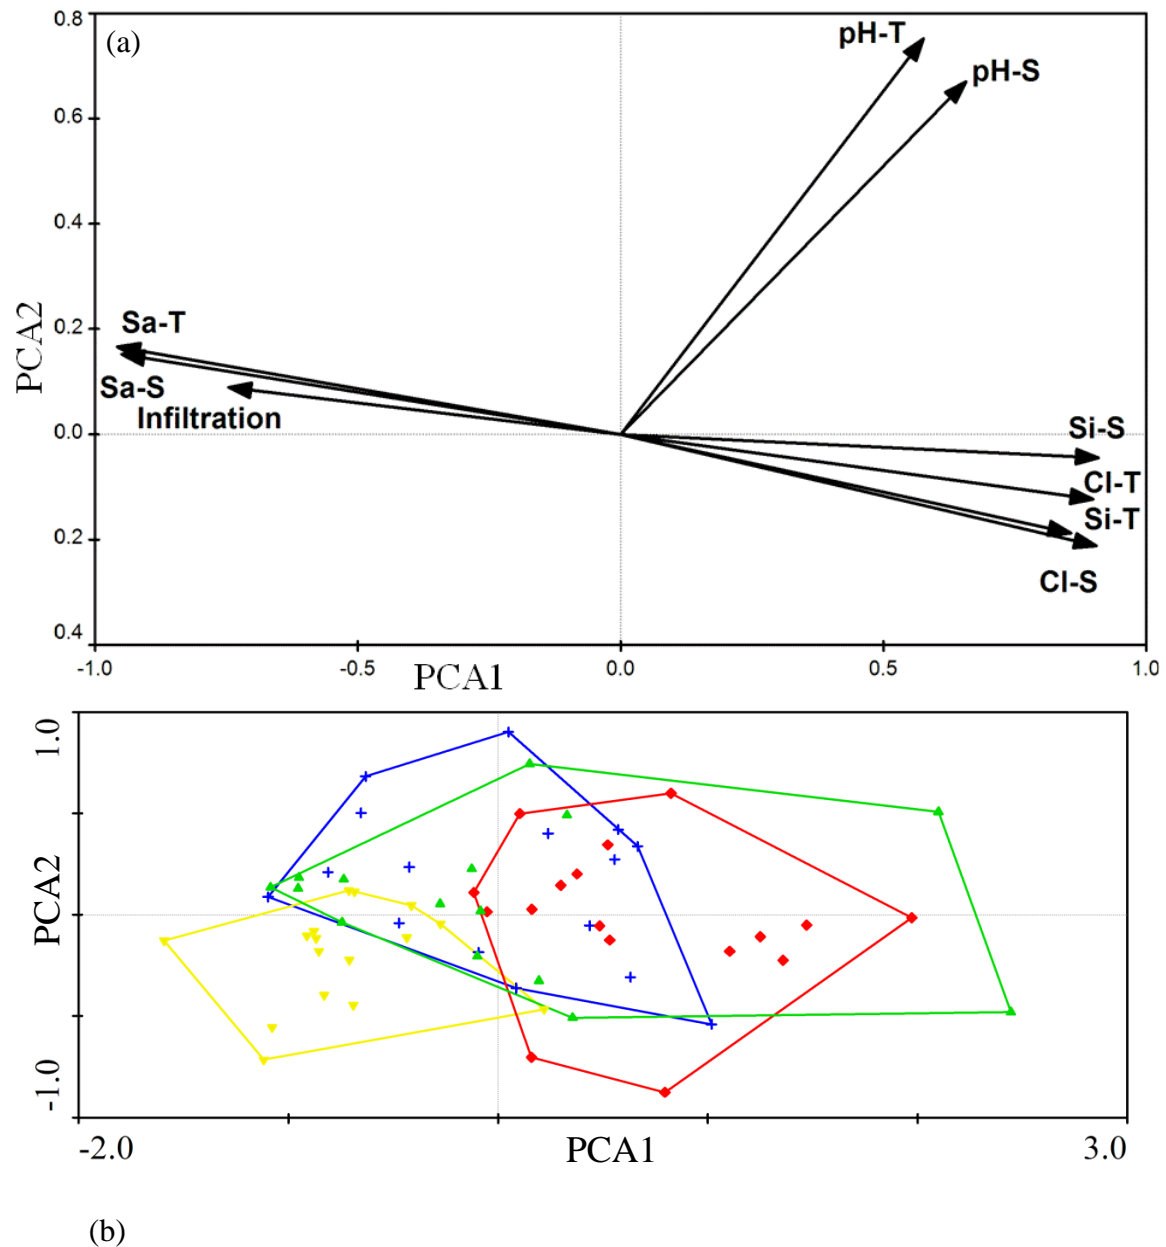 (a)
0.8
pH-T
pH-S
0.6
0.4
PCA2
0.2
Sa-T
Sa-S
Infiltration
0.0
Si-S
Cl-T
Si-T
Cl-S
0.2
0.4
-1.0 -0.5 0.0 0.5 1.0
PCA1
1.0
PCA2
-1.0
-2.0 PCA1 3.0
(b)